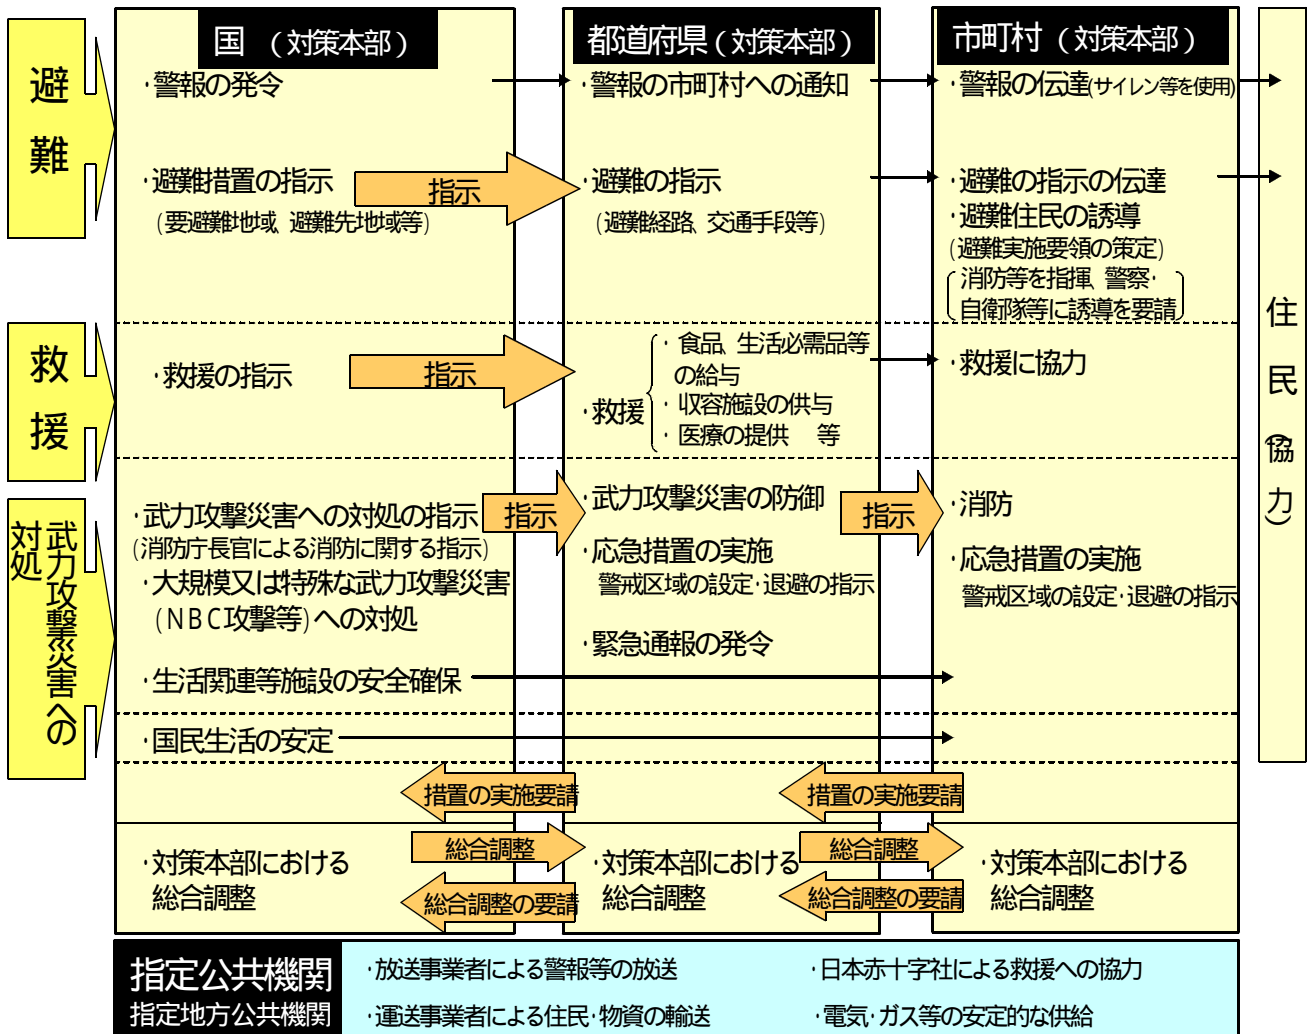 国 (対策本部)
都道府県(対策本部)
市町村 (対策本部)
避難
・警報の発令
・警報の市町村への通知
・警報の伝達(サイレン等を使用)
・避難措置の指示
(要避難地域、避難先地域等)
指示
・避難の指示
(避難経路、交通手段等)
・避難の指示の伝達
・避難住民の誘導
(避難実施要領の策定)
消防等を指揮、警察・
自衛隊等に誘導を要請
救援
・救援の指示
指示
・救援
・食品、生活必需品等
の給与
・収容施設の供与
・医療の提供 等
・救援に協力
武力攻撃災害への
対処
・武力攻撃災害への対処の指示
(消防庁長官による消防に関する指示)
・大規模又は特殊な武力攻撃災害
(NBC攻撃等)への対処
指示
・武力攻撃災害の防御
・応急措置の実施
警戒区域の設定・退避の指示
・緊急通報の発令
指示
・消防
・応急措置の実施
警戒区域の設定・退避の指示
・生活関連等施設の安全確保
・国民生活の安定
措置の実施要請
措置の実施要請
・対策本部における
総合調整
総合調整
総合調整の要請
・対策本部における
総合調整
総合調整
総合調整の要請
・対策本部における
総合調整
住民(協力)
指定公共機関
指定地方公共機関
・放送事業者による警報等の放送
・日本赤十字社による救援への協力
・運送事業者による住民・物資の輸送
・電気・ガス等の安定的な供給